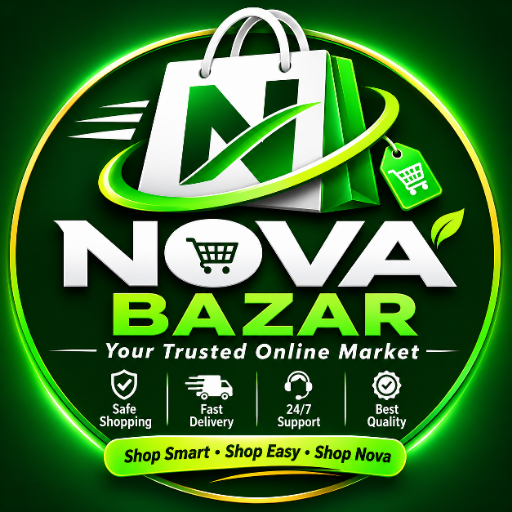 N
NOVA
BAZAR
Your Trusted Online Market
Safe Shopping
Fast Delivery
24/7 Support
Best Quality
Shop Smart • Shop Easy • Shop Nova